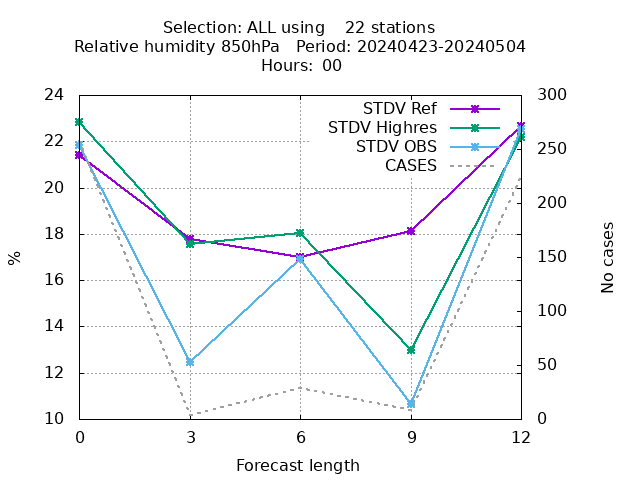 Selection: ALL using    22 stations
Relative humidity 850hPa   Period: 20240423-20240504
Hours: 00
STDV Ref
STDV Highres
STDV OBS
CASES
24
22
20
18
16
14
12
10
300
250
200
150
100
50
0
%
No cases
0 3 6 9 12
Forecast length